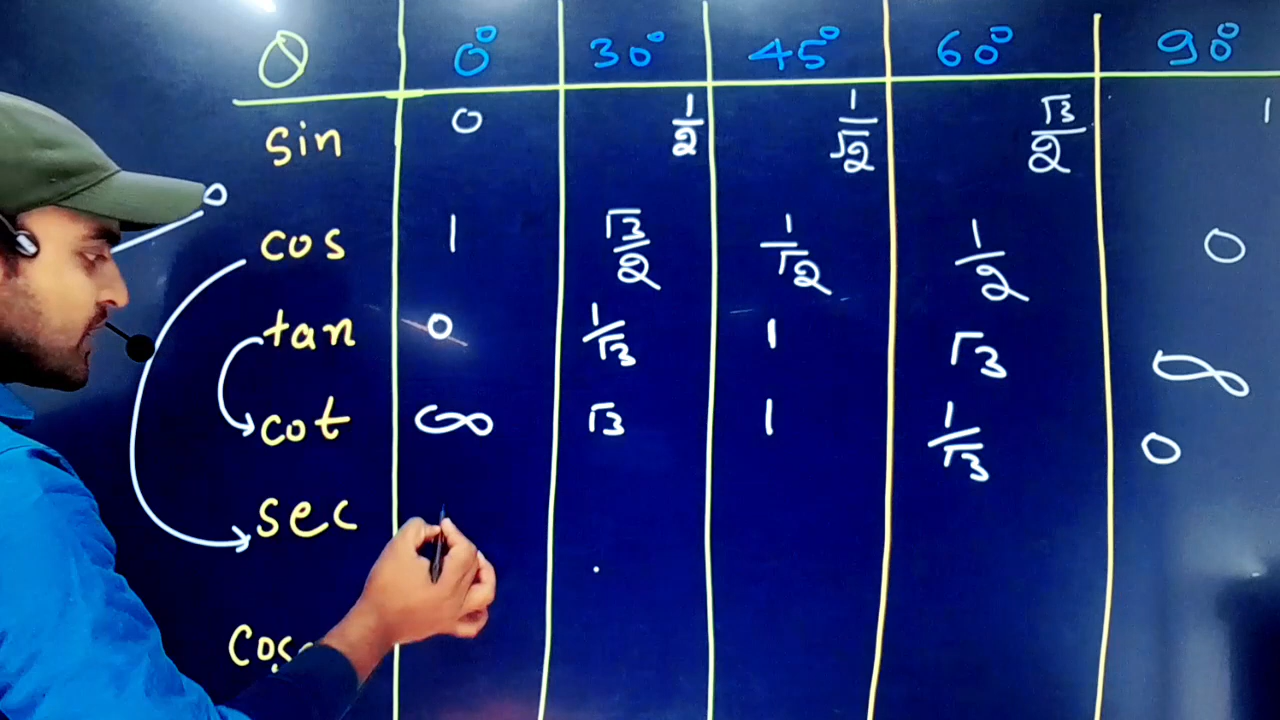 θ 0° 30° 45° 60° 90°
sin 0 1/2 1/√2 √3/2 1
cos 1 √3/2 1/√2 1/2 0
tan 0 1/√3 1 √3 ∞
cot ∞ √3 1 1/√3 0
sec